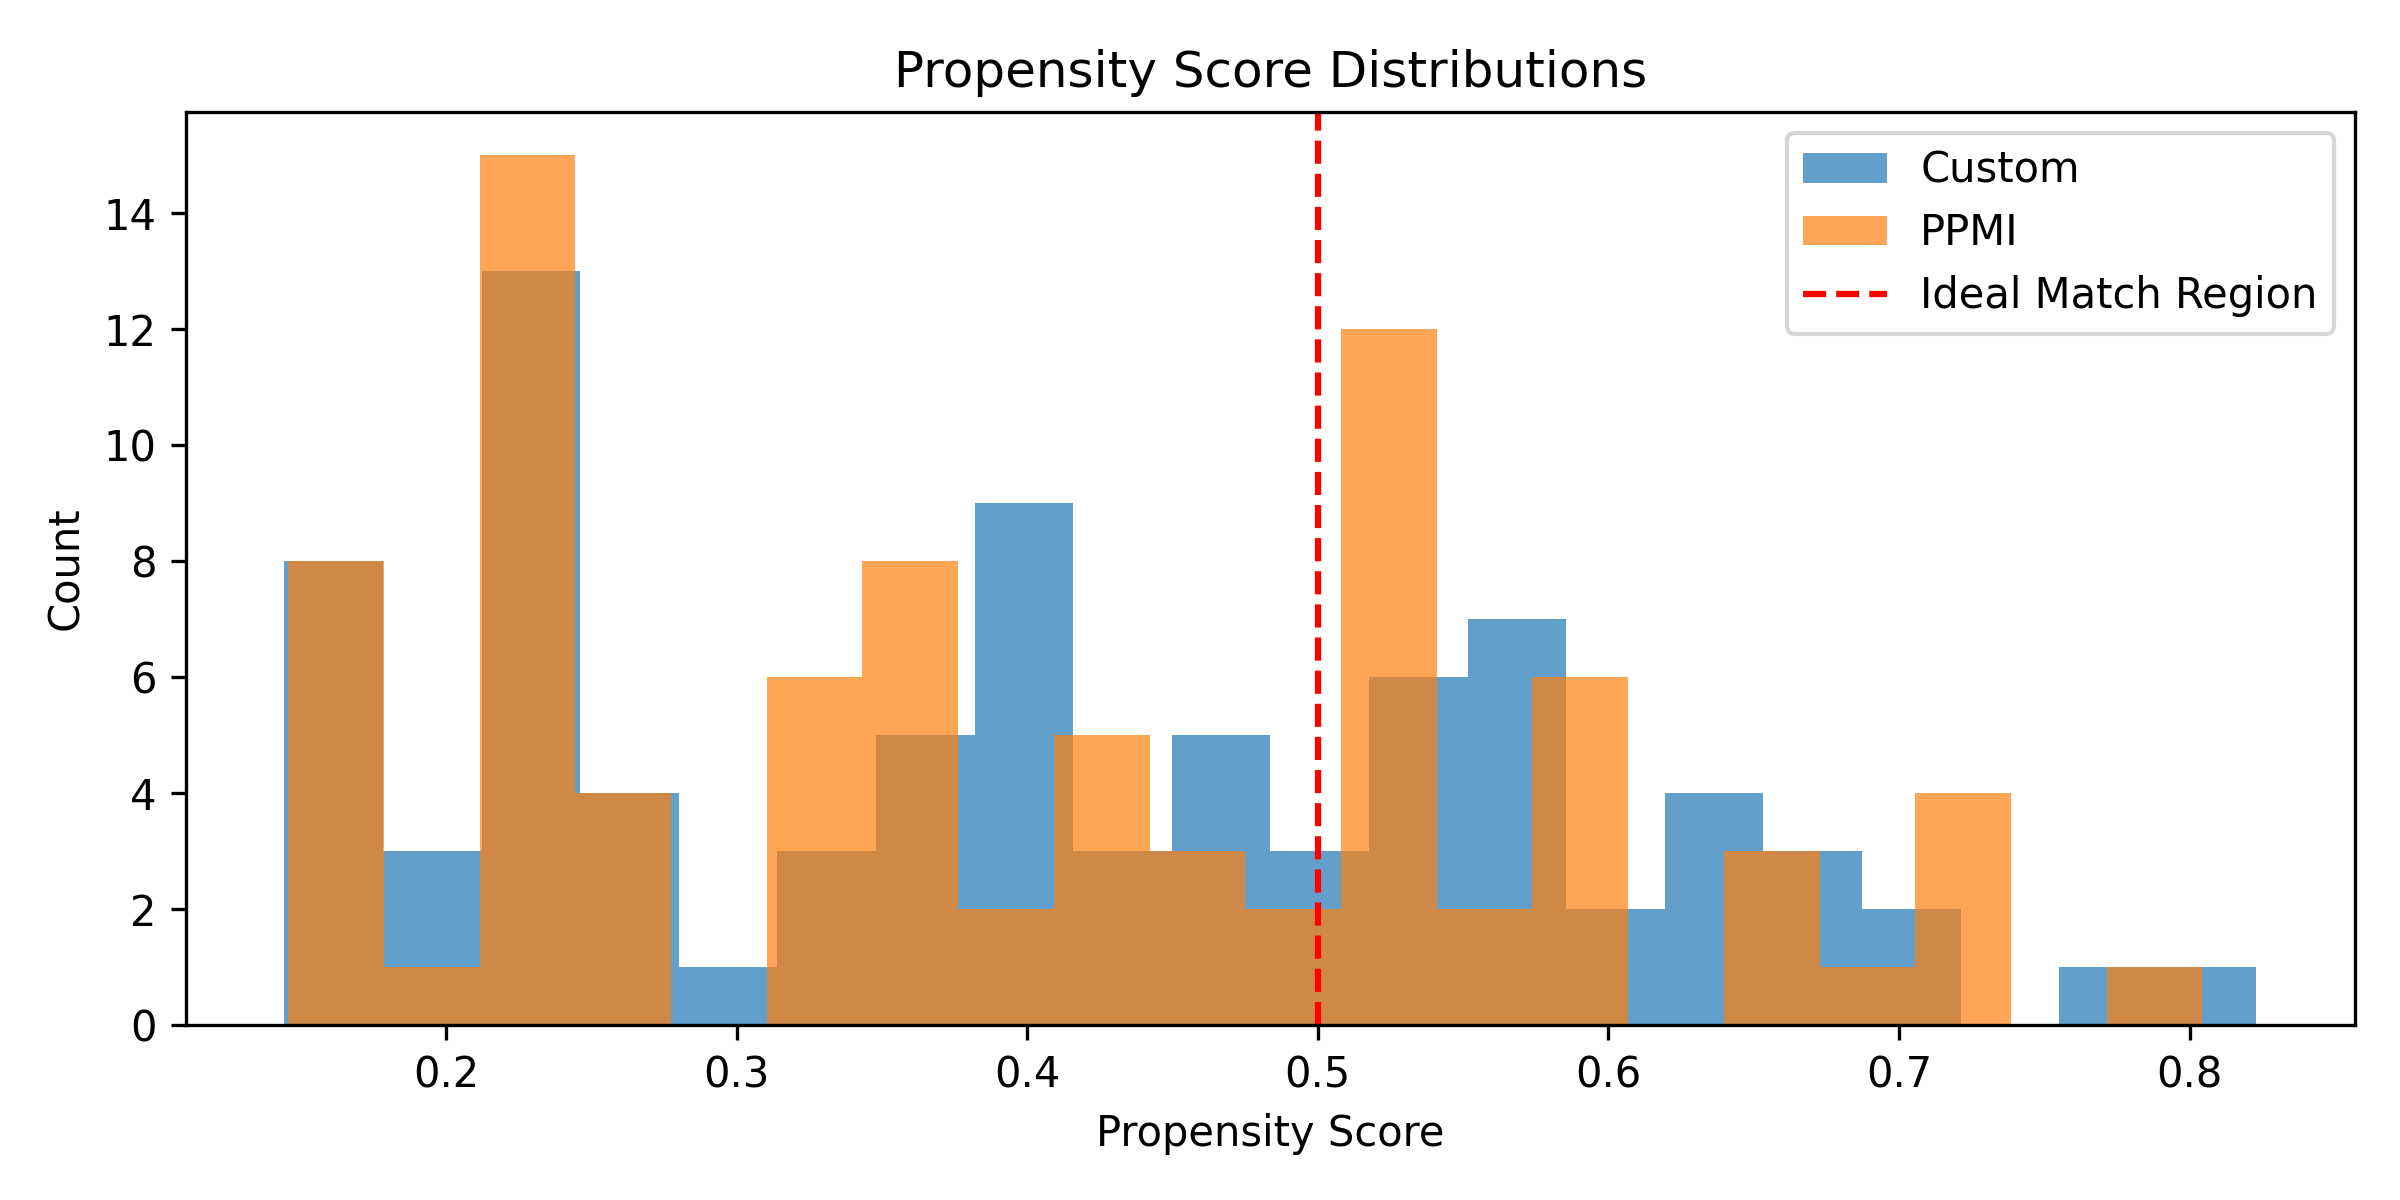 Propensity Score Distributions
Custom
PPMI
Ideal Match Region
Count
14
12
10
8
6
4
2
0
0.2 0.3 0.4 0.5 0.6 0.7 0.8
Propensity Score